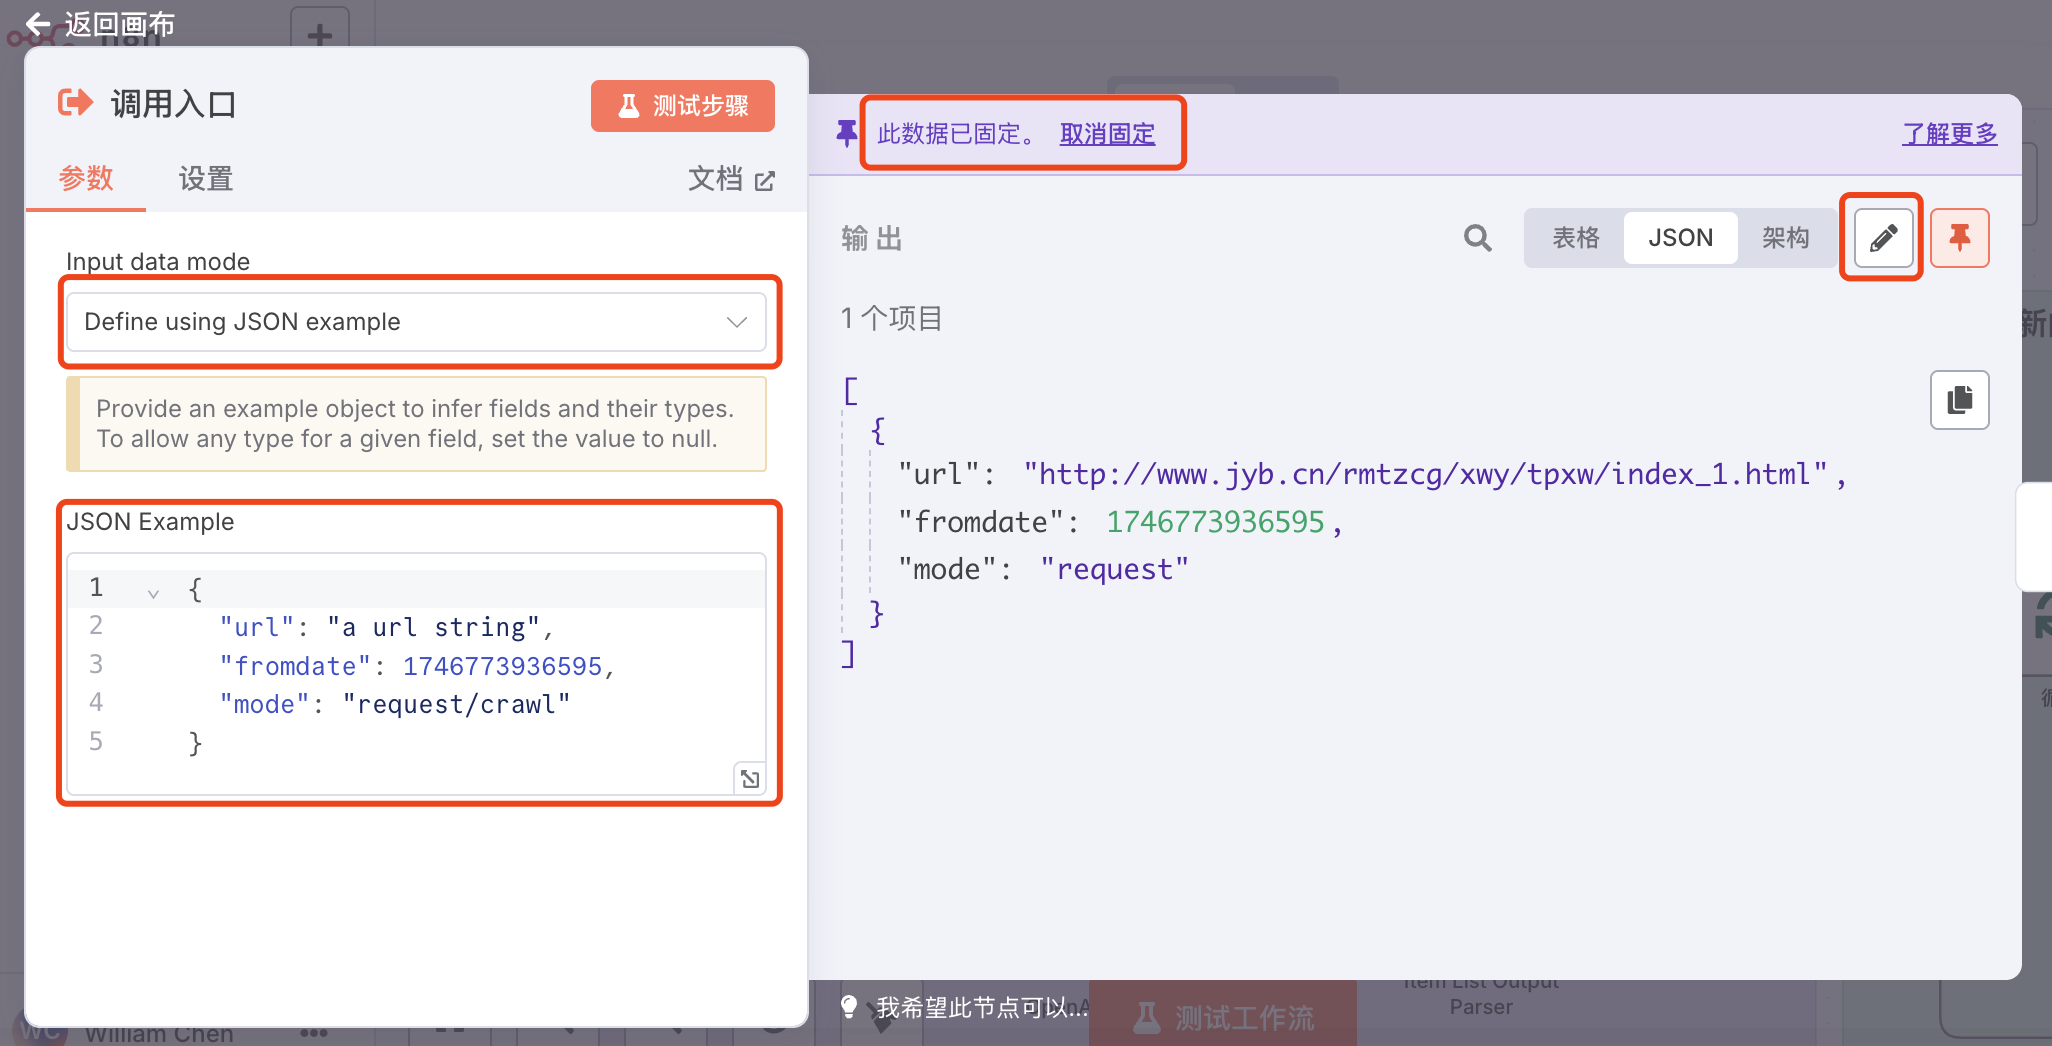 返回画布
n8n
调用入口
测试步骤
参数
设置
文档
Input data mode
Define using JSON example
Provide an example object to infer fields and their types.
To allow any type for a given field, set the value to null.
JSON Example
1 {
2 "url": "a url string",
3 "fromdate": 1746773936595,
4 "mode": "request/crawl"
5 }
此数据已固定。 取消固定
了解更多
输出
表格
JSON
架构
1 个项目
[
{
"url": "http://www.jyb.cn/rmtzcg/xwy/tpxw/index_1.html",
"fromdate": 1746773936595,
"mode": "request"
}
]
我希望此节点可以...
测试工作流
Item List Output
Parser
WC
William Chen